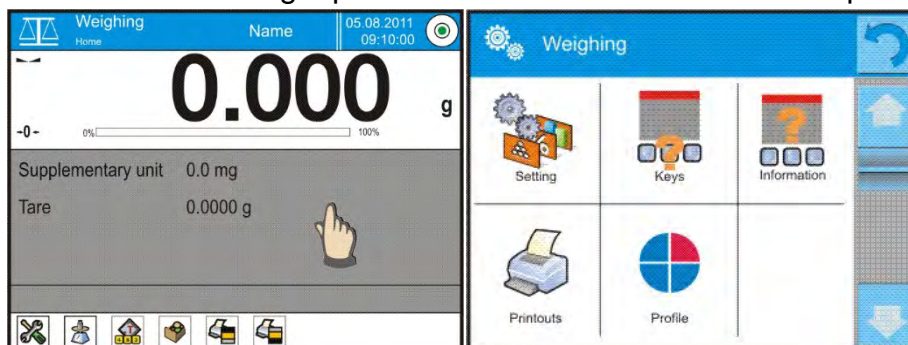 Weighing
Home
Name
05.08.2011
09:10:00
0.000 g
-0-
0%
100%
Supplementary unit 0.0 mg
Tare 0.0000 g
Weighing
Setting
Keys
Information
Printouts
Profile